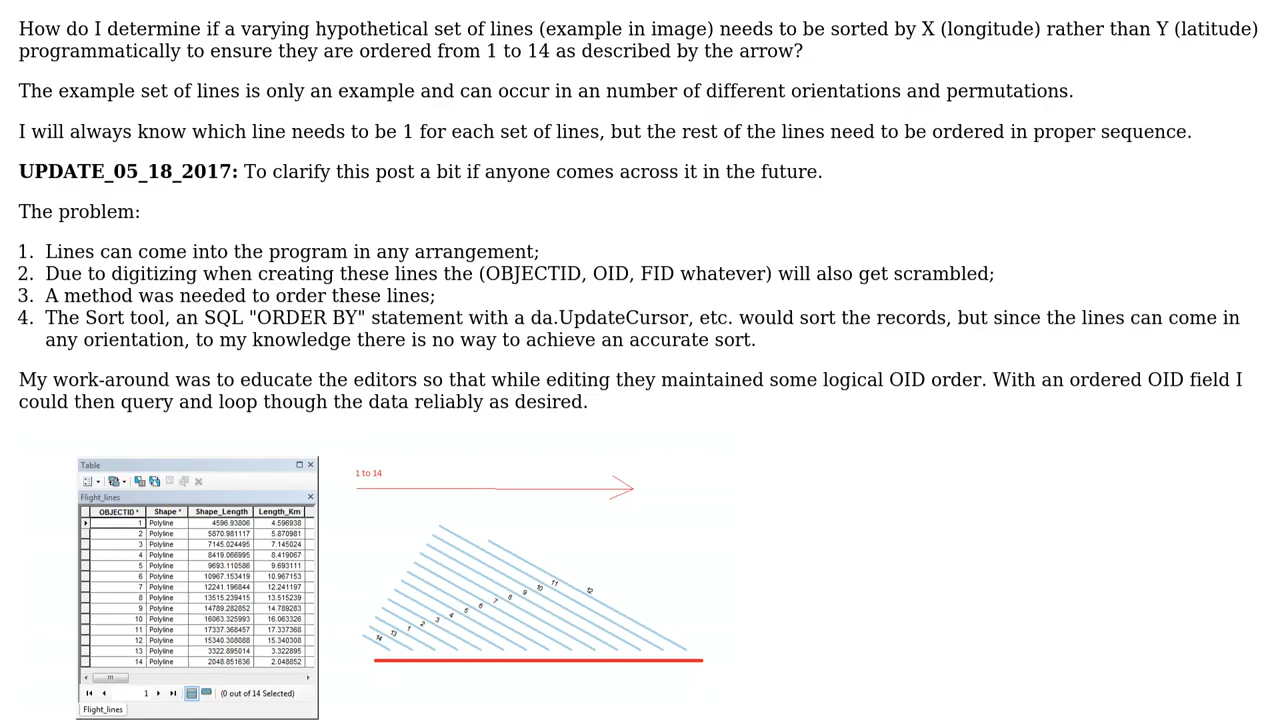 How do I determine if a varying hypothetical set of lines (example in image) needs to be sorted by X (longitude) rather than Y (latitude)
programmatically to ensure they are ordered from 1 to 14 as described by the arrow?
The example set of lines is only an example and can occur in an number of different orientations and permutations.
I will always know which line needs to be 1 for each set of lines, but the rest of the lines need to be ordered in proper sequence.
UPDATE_05_18_2017: To clarify this post a bit if anyone comes across it in the future.
The problem:
1. Lines can come into the program in any arrangement;
2. Due to digitizing when creating these lines the (OBJECTID, OID, FID whatever) will also get scrambled;
3. A method was needed to order these lines;
4. The Sort tool, an SQL "ORDER BY" statement with a da.UpdateCursor, etc. would sort the records, but since the lines can come in
any orientation, to my knowledge there is no way to achieve an accurate sort.
My work-around was to educate the editors so that while editing they maintained some logical OID order. With an ordered OID field I
could then query and loop though the data reliably as desired.
Table
Flight_lines
OBJECTID * Shape * Shape_Length Length_Km
1 Polyline 4596.93806 4.596938
2 Polyline 5870.981117 5.870981
3 Polyline 7145.024495 7.145024
4 Polyline 8419.066995 8.419067
5 Polyline 9693.110586 9.693111
6 Polyline 10967.153419 10.967153
7 Polyline 12241.196844 12.241197
8 Polyline 13515.239415 13.515239
9 Polyline 14789.282852 14.789283
10 Polyline 16063.325993 16.063326
11 Polyline 17337.368457 17.337368
12 Polyline 15340.308088 15.340308
13 Polyline 3322.895014 3.322895
14 Polyline 2048.851636 2.048852
1 (0 out of 14 Selected)
Flight_lines
1 to 14
14 13 1 2 3 4 5 6 7 8 9 10 11 12